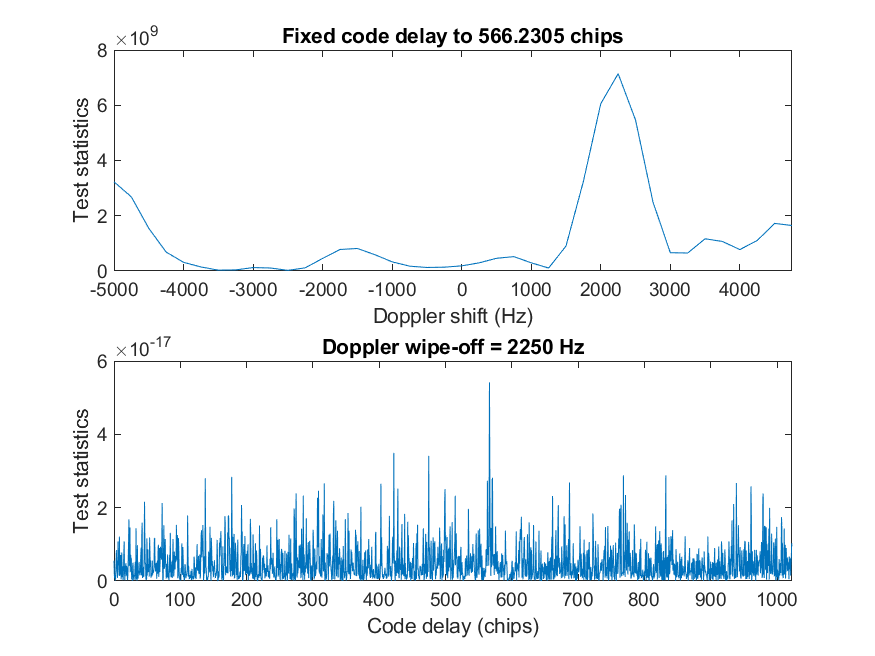 ×10^9
Fixed code delay to 566.2305 chips
8
6
4
2
0
Test statistics
-5000 -4000 -3000 -2000 -1000 0 1000 2000 3000 4000
Doppler shift (Hz)
×10^-17
Doppler wipe-off = 2250 Hz
6
4
2
0
Test statistics
0 100 200 300 400 500 600 700 800 900 1000
Code delay (chips)